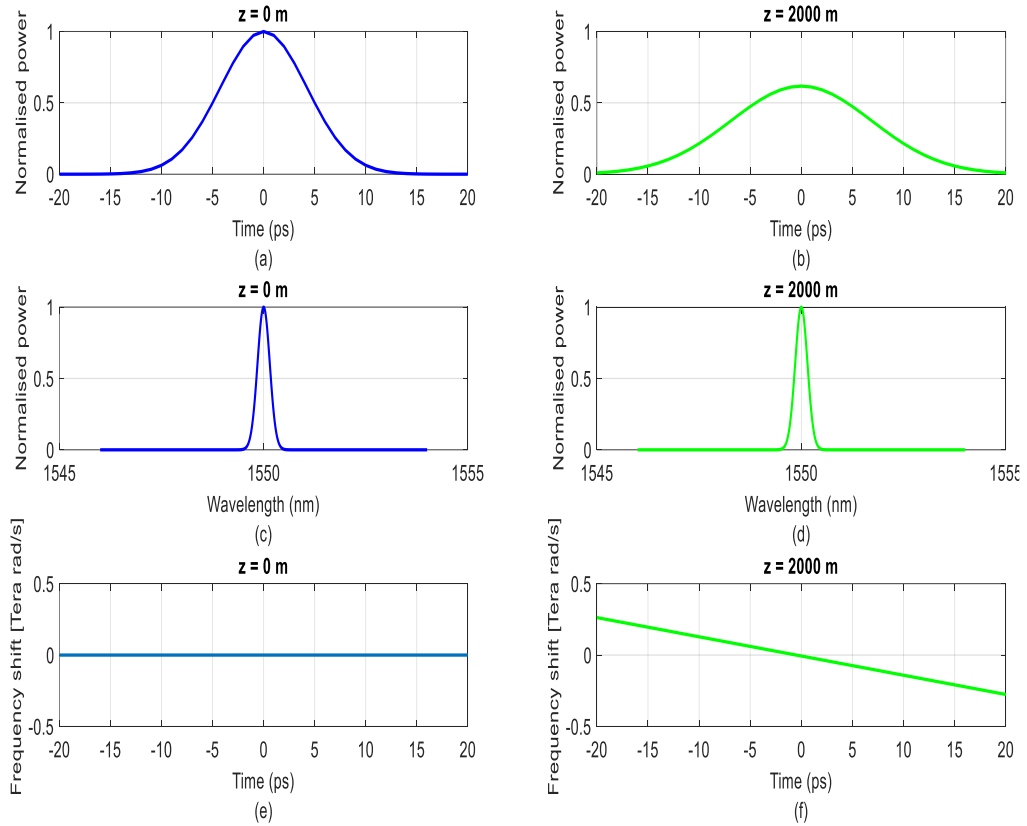 z = 0 m
Normalised power
1
0.5
0
-20 -15 -10 -5 0 5 10 15 20
Time (ps)
(a)
z = 2000 m
Normalised power
1
0.5
0
-20 -15 -10 -5 0 5 10 15 20
Time (ps)
(b)
z = 0 m
Normalised power
1
0.5
0
1545 1550 1555
Wavelength (nm)
(c)
z = 2000 m
Normalised power
1
0.5
0
1545 1550 1555
Wavelength (nm)
(d)
z = 0 m
Frequency shift [Tera rad/s]
0.5
0
-0.5
-20 -15 -10 -5 0 5 10 15 20
Time (ps)
(e)
z = 2000 m
Frequency shift [Tera rad/s]
0.5
0
-0.5
-20 -15 -10 -5 0 5 10 15 20
Time (ps)
(f)